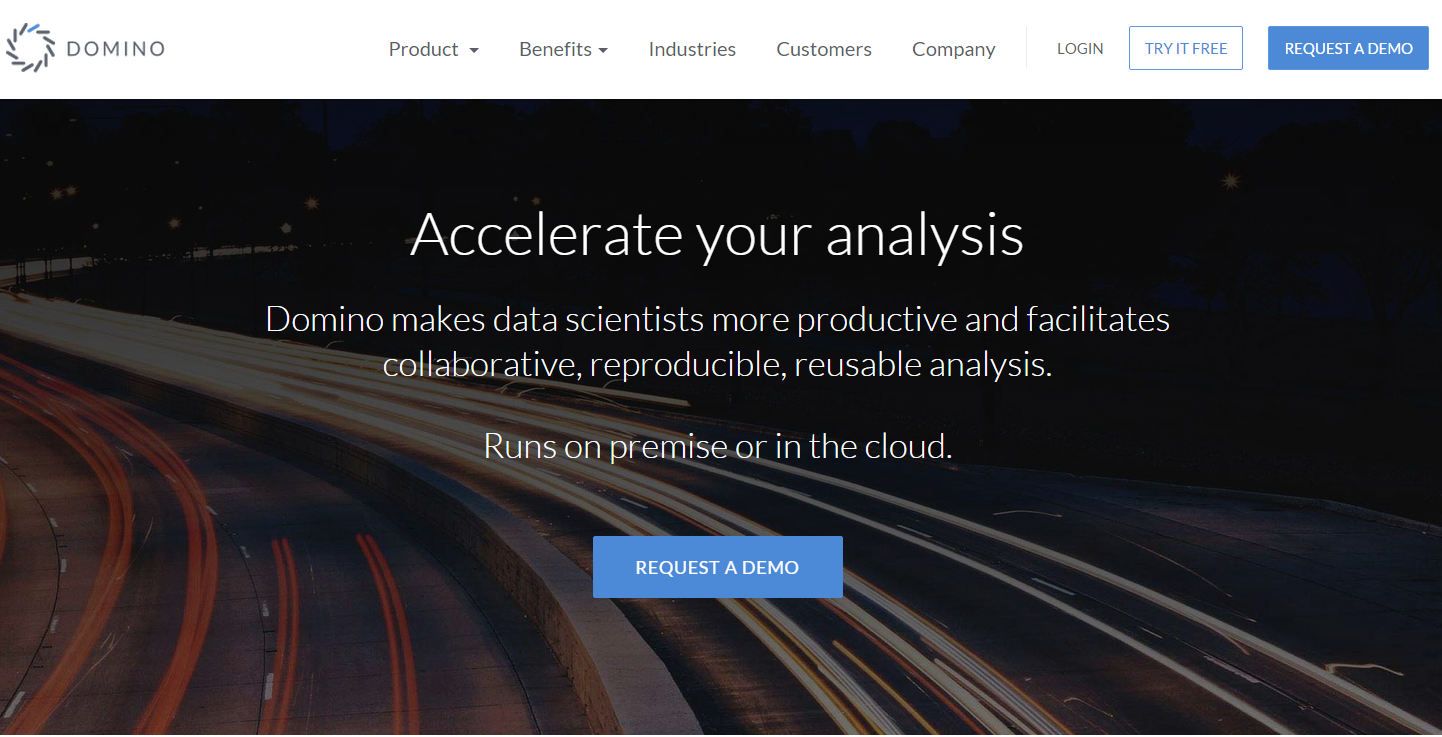 DOMINO
Product
Benefits
Industries
Customers
Company
LOGIN
TRY IT FREE
REQUEST A DEMO
Accelerate your analysis
Domino makes data scientists more productive and facilitates
collaborative, reproducible, reusable analysis.
Runs on premise or in the cloud.
REQUEST A DEMO